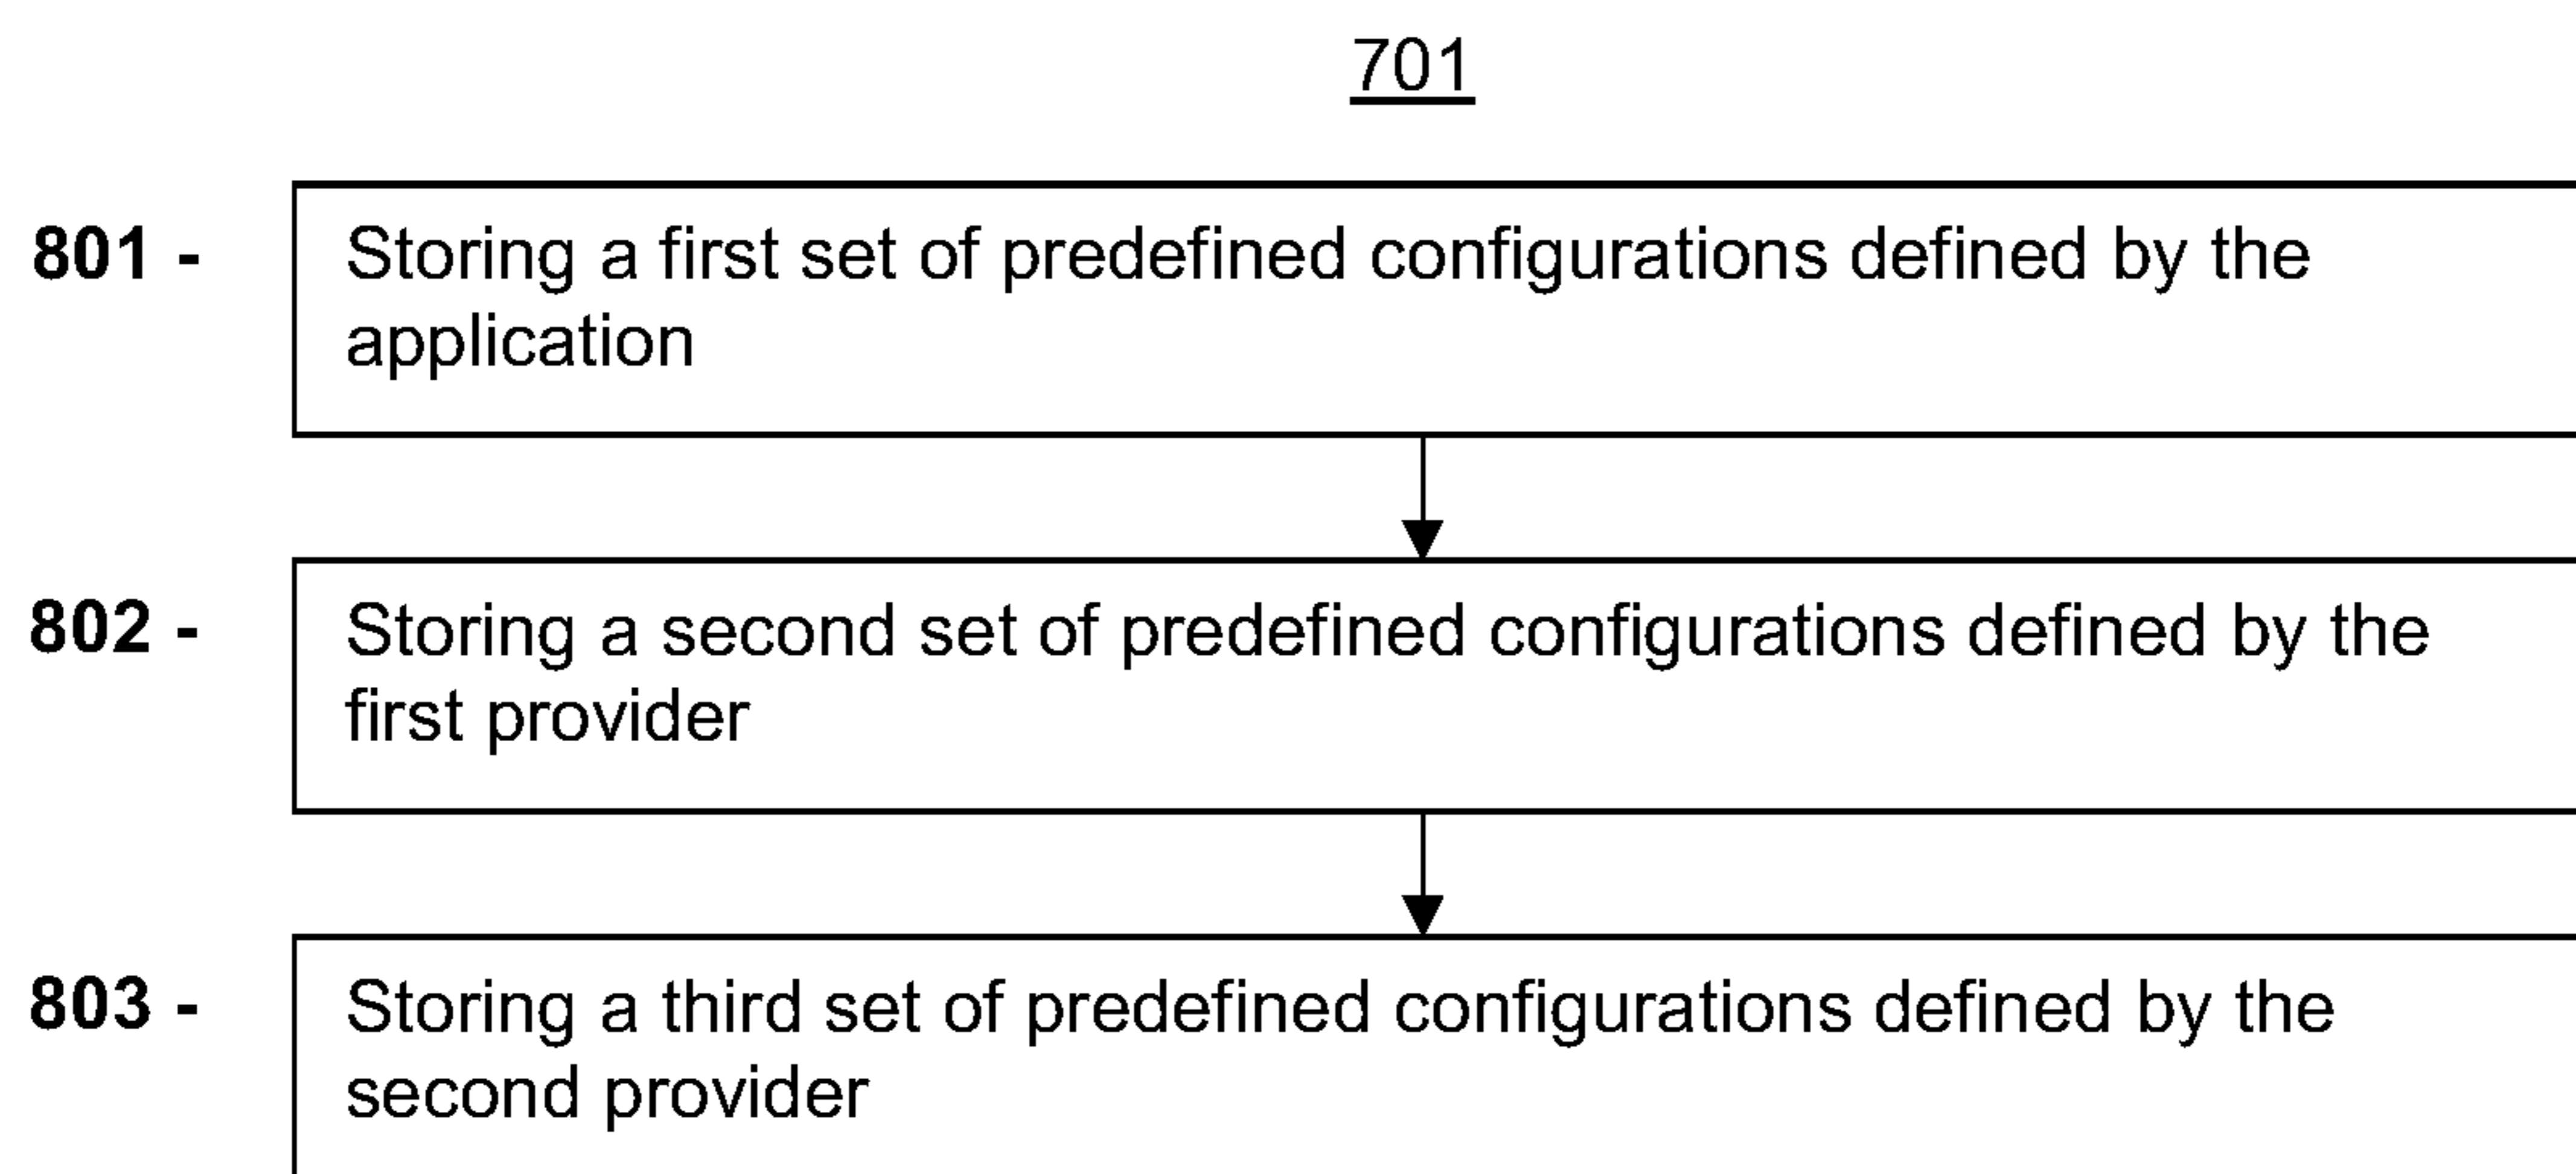 701
801 - Storing a first set of predefined configurations defined by the
application
802 - Storing a second set of predefined configurations defined by the
first provider
803 - Storing a third set of predefined configurations defined by the
second provider